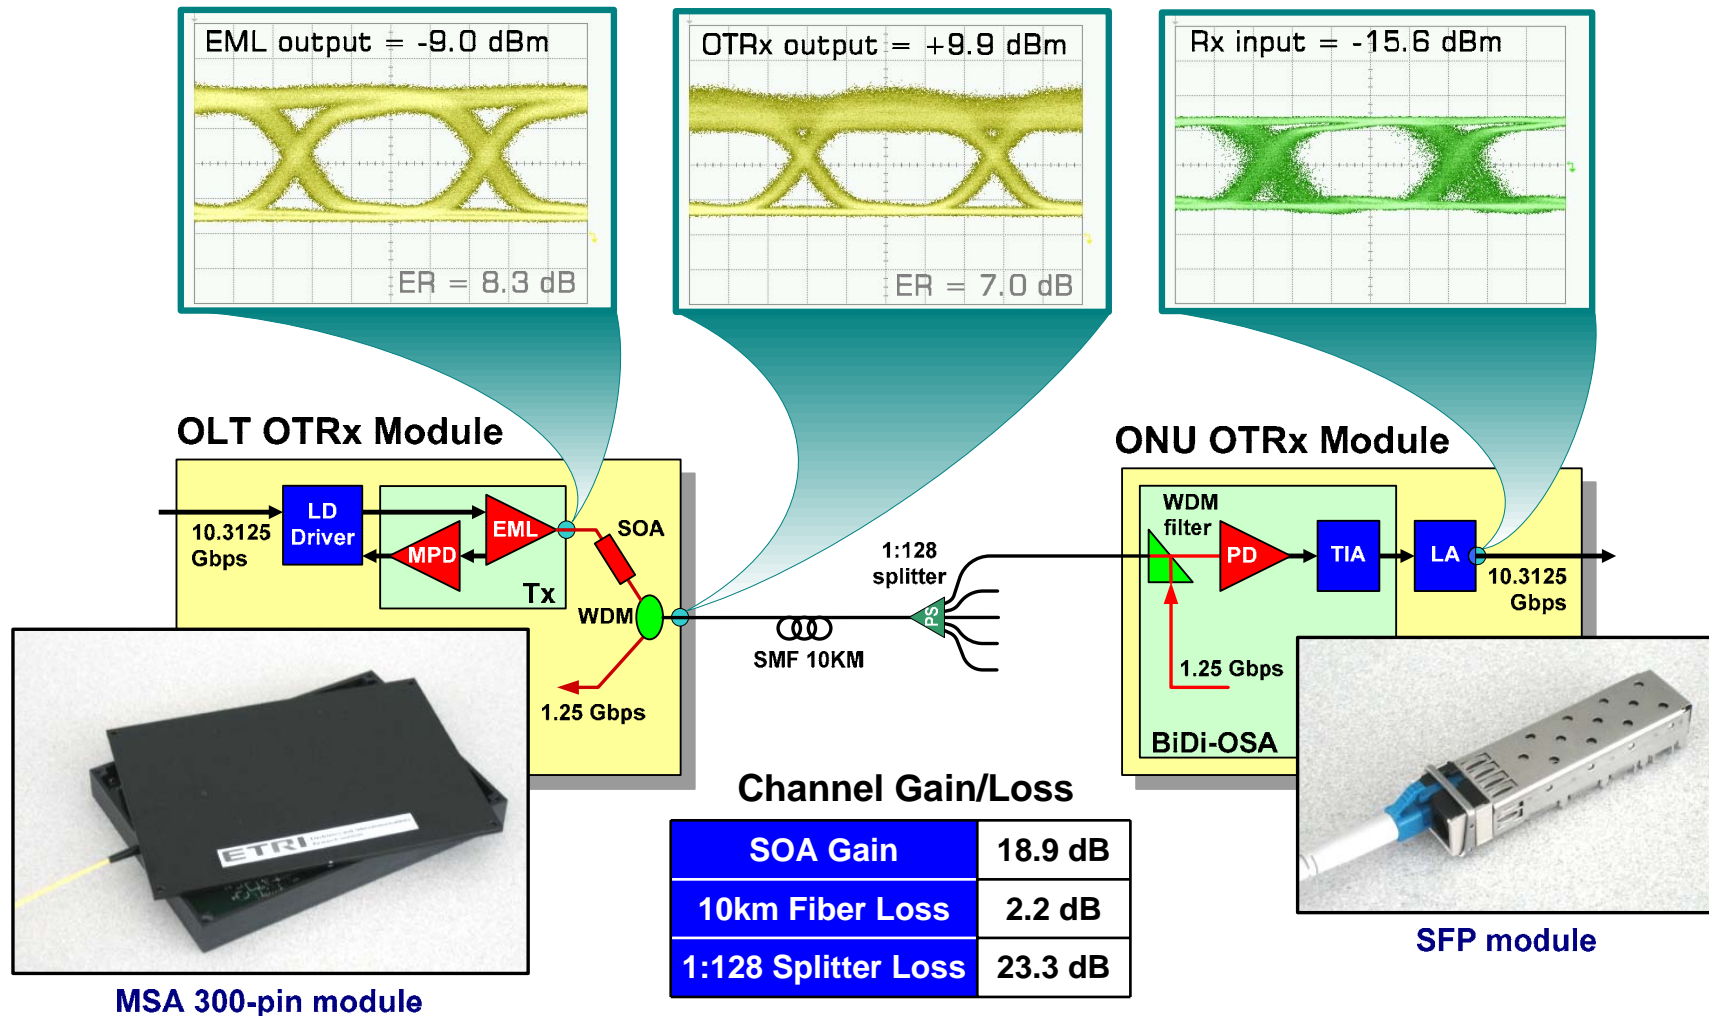 EML output = -9.0 dBm
ER = 8.3 dB
OTRx output = +9.9 dBm
ER = 7.0 dB
Rx input = -15.6 dBm
OLT OTRx Module
10.3125
Gbps
LD
Driver
MPD
EML
Tx
SOA
WDM
1.25 Gbps
SMF 10KM
1:128
splitter
PS
ONU OTRx Module
WDM
filter
PD
TIA
LA
10.3125
Gbps
1.25 Gbps
BiDi-OSA
ETRI
MSA 300-pin module
Channel Gain/Loss
SOA Gain 18.9 dB
10km Fiber Loss 2.2 dB
1:128 Splitter Loss 23.3 dB
SFP module